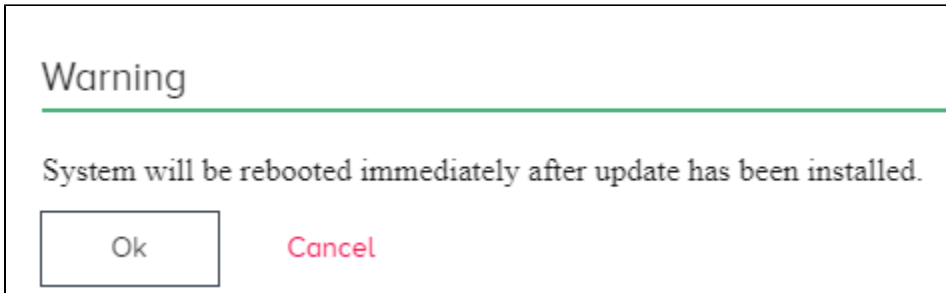 Warning
System will be rebooted immediately after update has been installed.
Ok Cancel